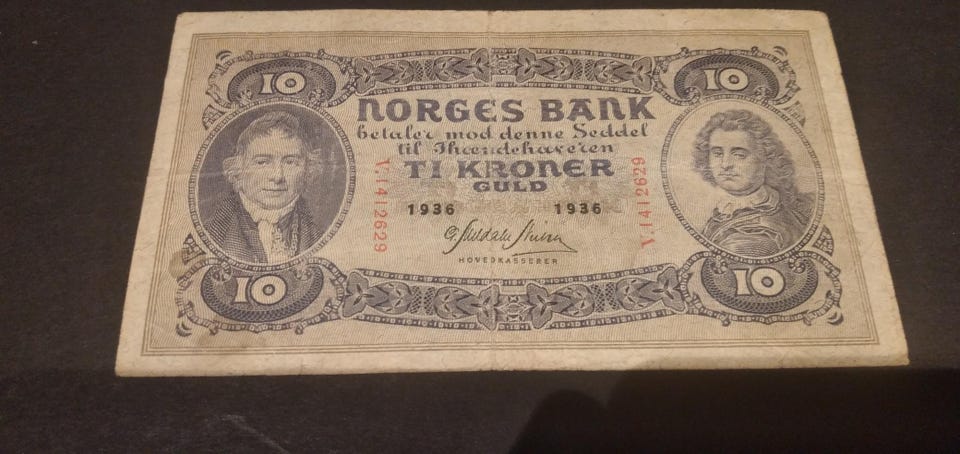 10
10
NORGES BANK
betaler mod denne Seddel
til Ihændehaveren
TI KRONER
GULD
V.1412629
V.1412629
1936
1936
HOVEDKASSERER
10
10